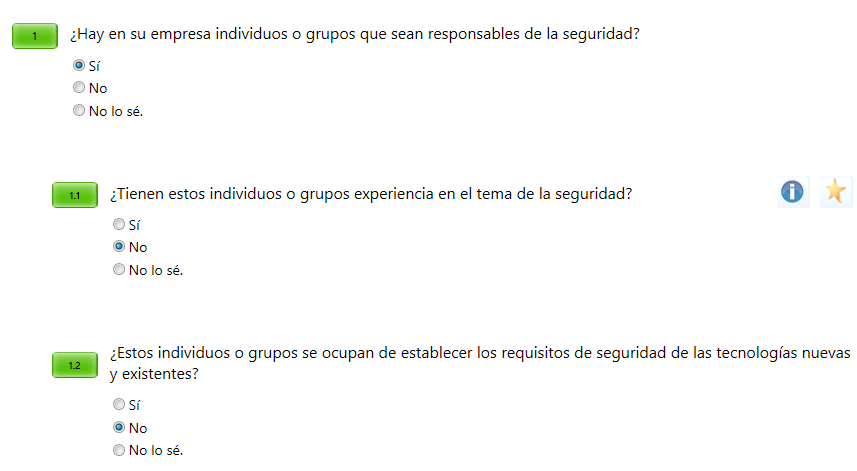 1 ¿Hay en su empresa individuos o grupos que sean responsables de la seguridad?
Sí
No
No lo sé.
1.1 ¿Tienen estos individuos o grupos experiencia en el tema de la seguridad?
Sí
No
No lo sé.
¿Estos individuos o grupos se ocupan de establecer los requisitos de seguridad de las tecnologías nuevas
1.2 y existentes?
Sí
No
No lo sé.